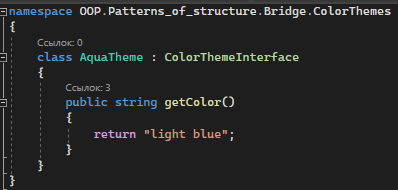 namespace OOP.Patterns_of_structure.Bridge.ColorThemes
{
Ссылок: 0
class AquaTheme : ColorThemeInterface
{
Ссылок: 3
public string getColor()
{
return "light blue";
}
}
}